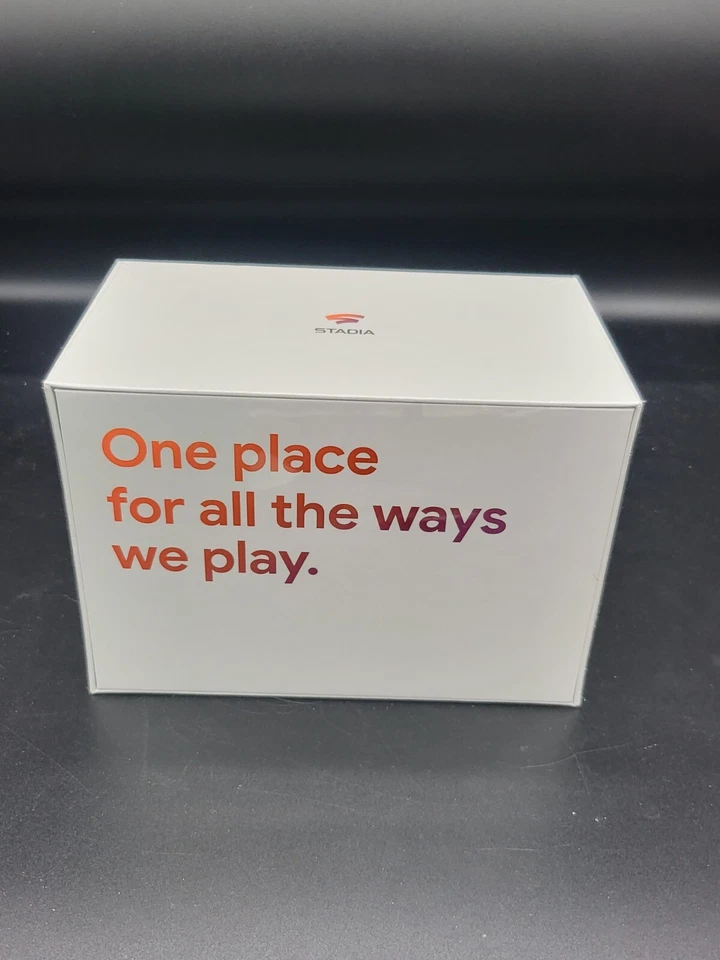 STADIA
One place
for all the ways
we play.